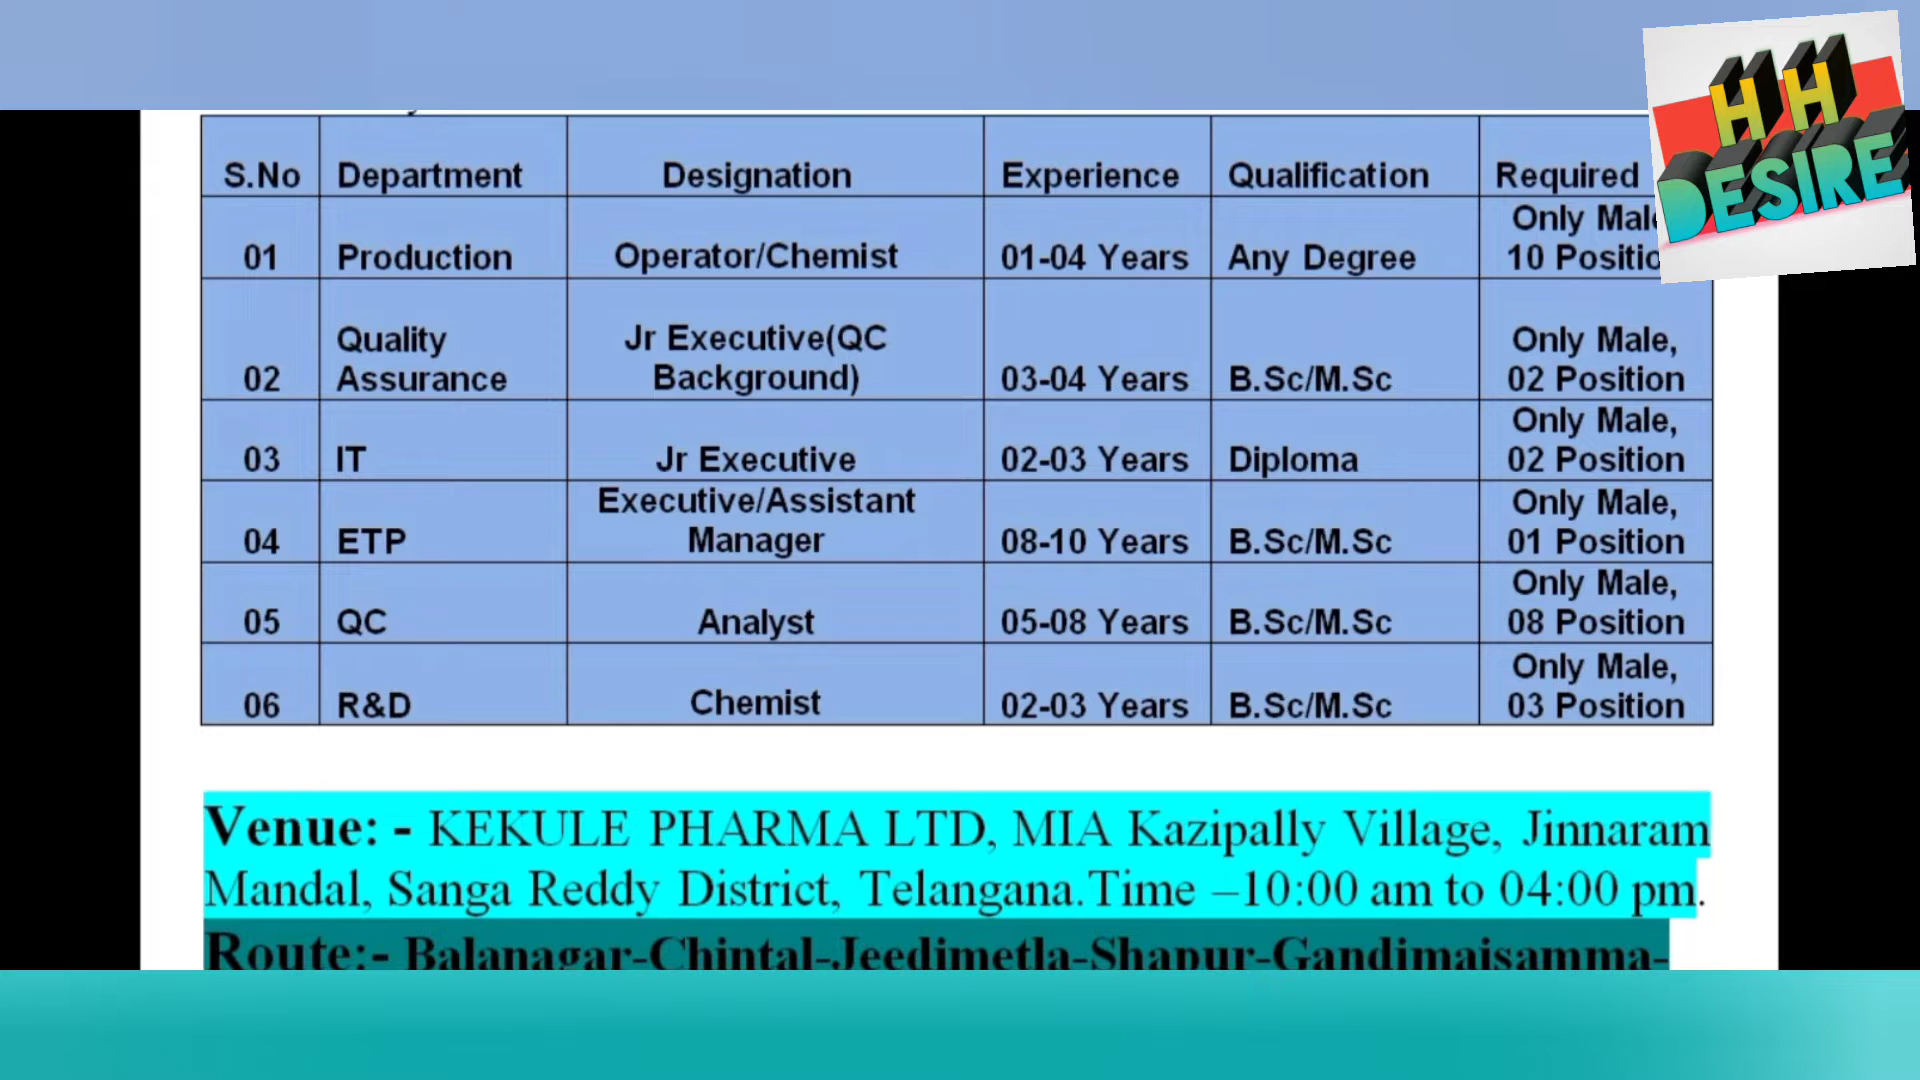 HH
DESIRE
S.No Department Designation Experience Qualification Required
01 Production Operator/Chemist 01-04 Years Any Degree Only Male 10 Positio
02 Quality Assurance Jr Executive(QC Background) 03-04 Years B.Sc/M.Sc Only Male, 02 Position
03 IT Jr Executive 02-03 Years Diploma Only Male, 02 Position
04 ETP Executive/Assistant Manager 08-10 Years B.Sc/M.Sc Only Male, 01 Position
05 QC Analyst 05-08 Years B.Sc/M.Sc Only Male, 08 Position
06 R&D Chemist 02-03 Years B.Sc/M.Sc Only Male, 03 Position
Venue: - KEKULE PHARMA LTD, MIA Kazipally Village, Jinnaram
Mandal, Sanga Reddy District, Telangana.Time –10:00 am to 04:00 pm.
Route:- Balanagar-Chintal-Jeedimetla-Shapur-Gandimaisamma-